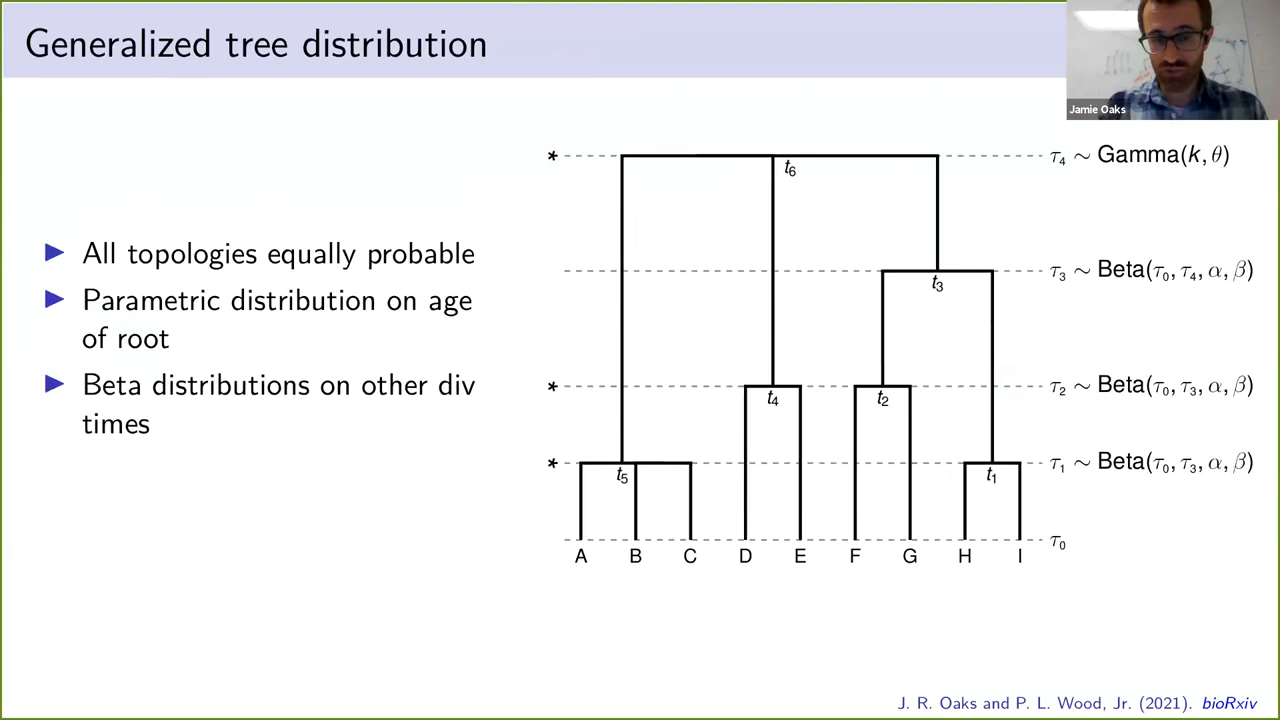 Generalized tree distribution
Jamie Oaks
▶ All topologies equally probable
▶ Parametric distribution on age
of root
▶ Beta distributions on other div
times
* t₆ τ₄ ∼ Gamma(k, θ)
t₃ τ₃ ∼ Beta(τ₀, τ₄, α, β)
* t₄ t₂ τ₂ ∼ Beta(τ₀, τ₃, α, β)
* t₅ t₁ τ₁ ∼ Beta(τ₀, τ₃, α, β)
τ₀
A B C D E F G H I
J. R. Oaks and P. L. Wood, Jr. (2021). bioRxiv